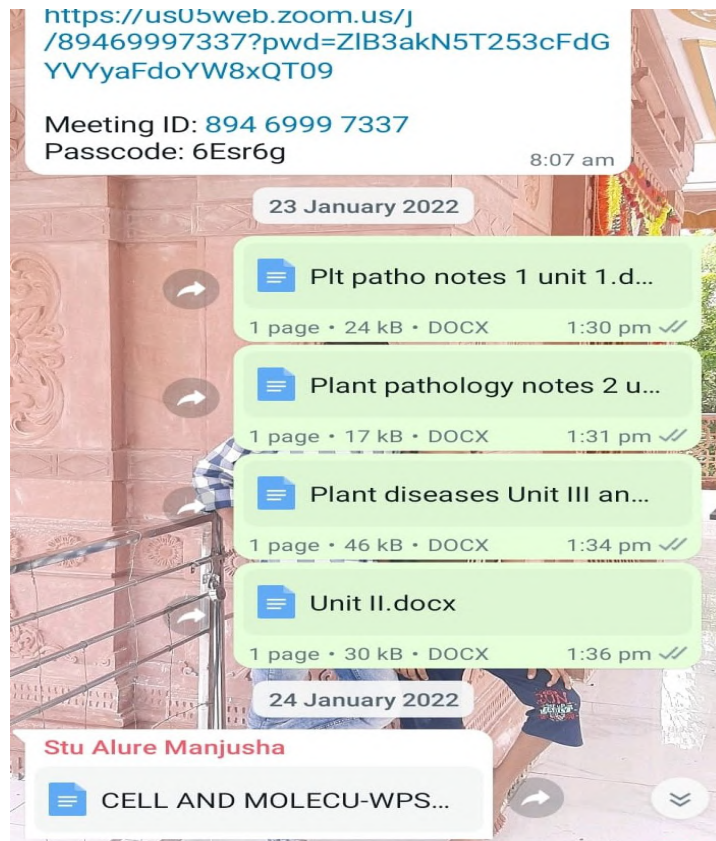 https://us05web.zoom.us/j
/89469997337?pwd=ZlB3akN5T253cFdG
YVYyaFdoYW8xQT09
Meeting ID: 894 6999 7337
Passcode: 6Esr6g
8:07 am
23 January 2022
Plt patho notes 1 unit 1.d...
1 page • 24 kB • DOCX 1:30 pm
Plant pathology notes 2 u...
1 page • 17 kB • DOCX 1:31 pm
Plant diseases Unit III an...
1 page • 46 kB • DOCX 1:34 pm
Unit II.docx
1 page • 30 kB • DOCX 1:36 pm
24 January 2022
Stu Alure Manjusha
CELL AND MOLECU-WPS...